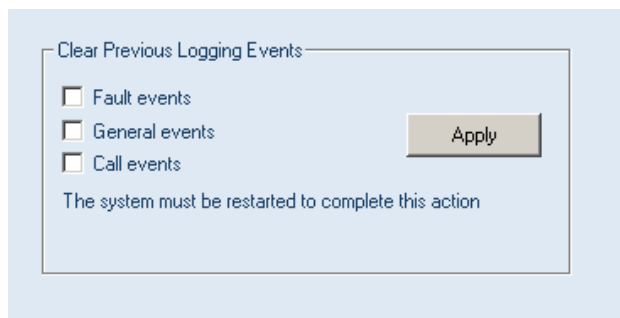 Clear Previous Logging Events
Fault events
General events
Apply
Call events
The system must be restarted to complete this action